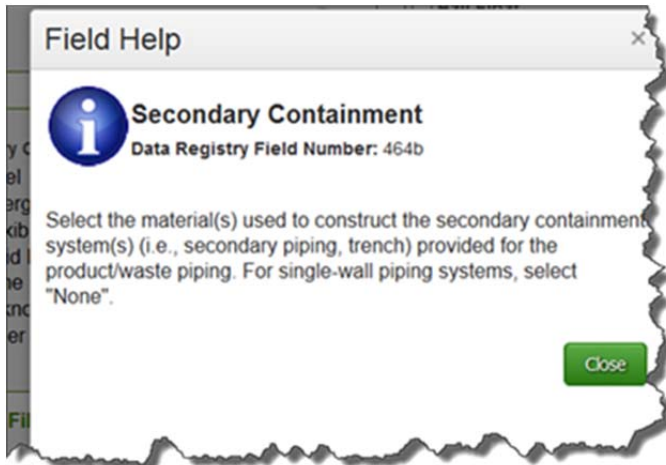 Field Help
Secondary Containment
Data Registry Field Number: 464b
Select the material(s) used to construct the secondary containment
system(s) (i.e., secondary piping, trench) provided for the
product/waste piping. For single-wall piping systems, select
"None".
Close